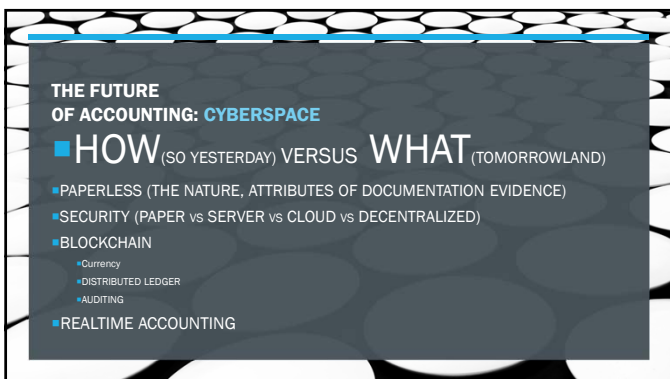 THE FUTURE
OF ACCOUNTING: CYBERSPACE
▪HOW(SO YESTERDAY) VERSUS WHAT(TOMORROWLAND)
▪PAPERLESS (THE NATURE, ATTRIBUTES OF DOCUMENTATION EVIDENCE)
▪SECURITY (PAPER VS SERVER VS CLOUD VS DECENTRALIZED)
▪BLOCKCHAIN
▪Currency
▪DISTRIBUTED LEDGER
▪AUDITING
▪REALTIME ACCOUNTING